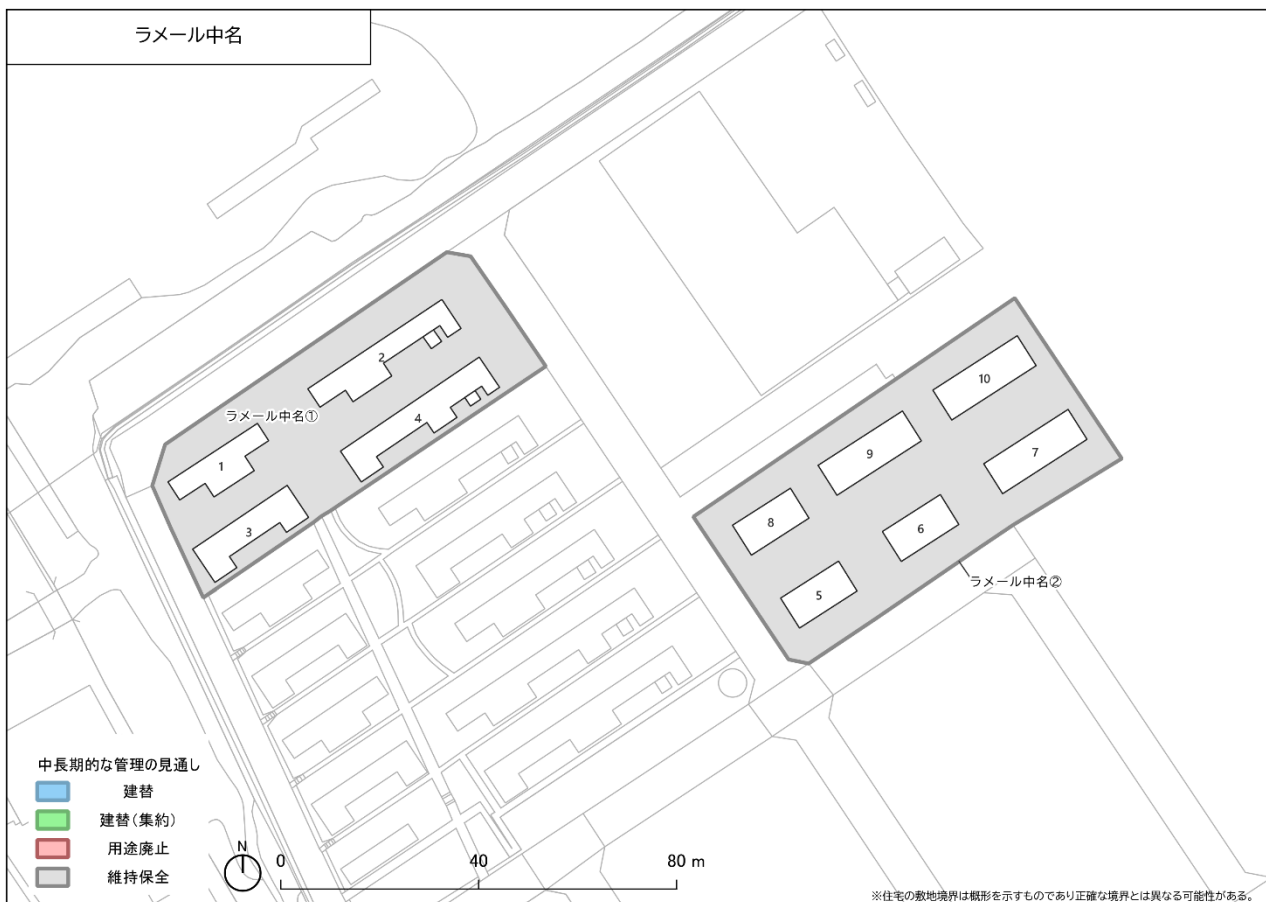 ラメール中名
2
ラメール中名①
4
1
3
10
9
7
8
6
ラメール中名②
5
中長期的な管理の見通し
建替
建替(集約)
用途廃止
維持保全
N
0 40 80 m
※住宅の敷地境界は概形を示すものであり正確な境界とは異なる可能性がある。